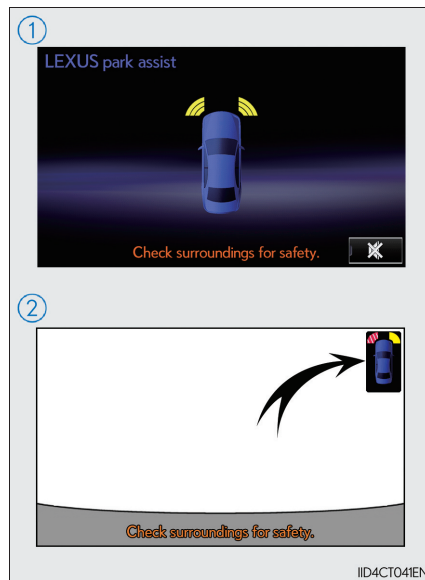 1
LEXUS park assist
Check surroundings for safety.
2
Check surroundings for safety.
IID4CT041EN